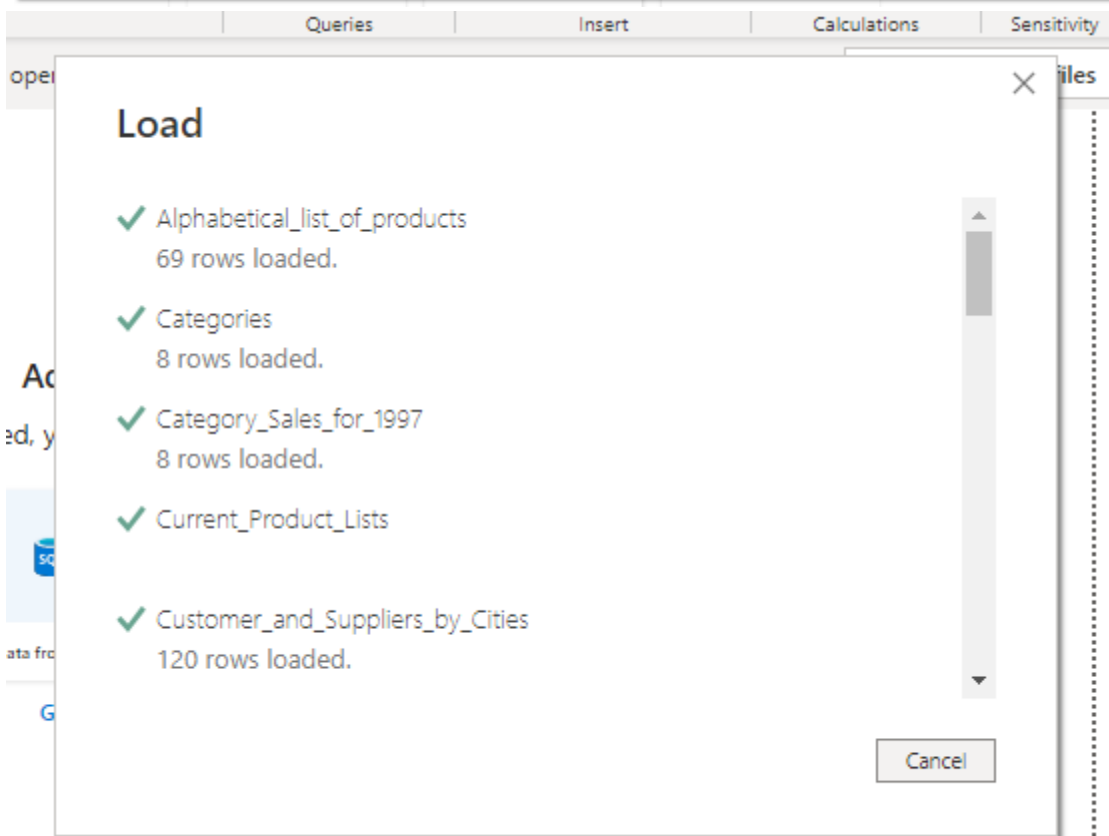 Queries Insert Calculations Sensitivity
Load
Alphabetical_list_of_products
69 rows loaded.
Categories
8 rows loaded.
Category_Sales_for_1997
8 rows loaded.
Current_Product_Lists
Customer_and_Suppliers_by_Cities
120 rows loaded.
Cancel